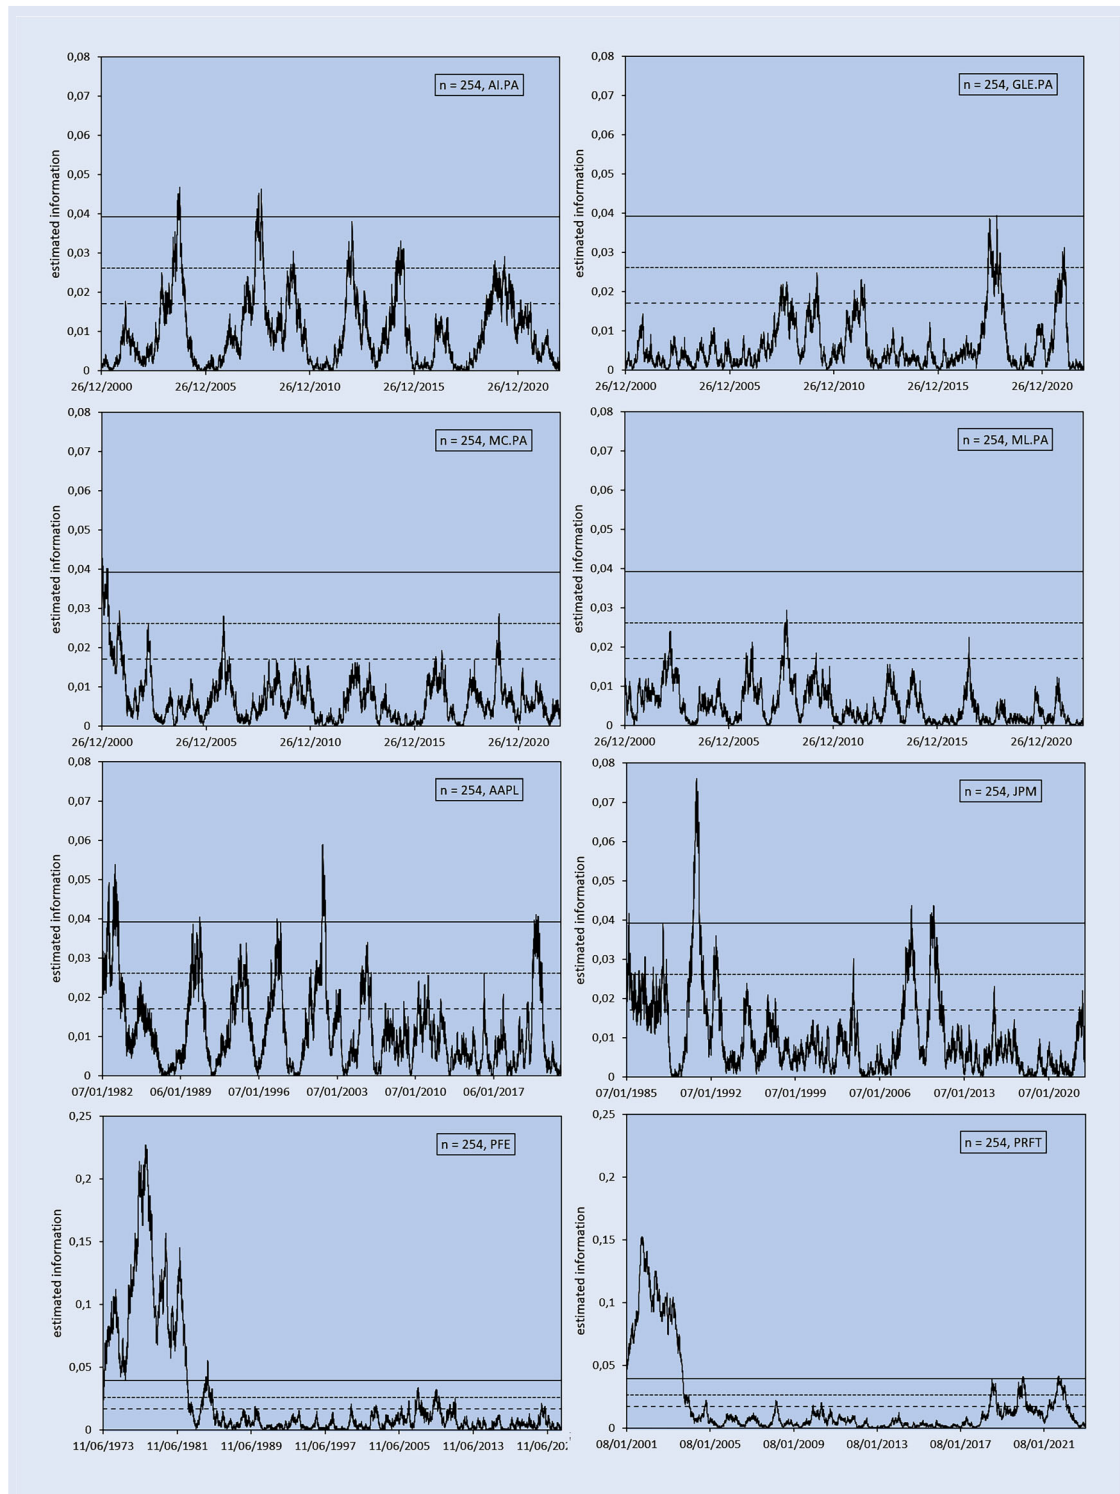 0,08
n = 254, AI.PA
0,07
0,06
0,05
0,04
0,03
0,02
0,01
0
estimated information
26/12/2000 26/12/2005 26/12/2010 26/12/2015 26/12/2020
0,08
n = 254, GLE.PA
0,07
0,06
0,05
0,04
0,03
0,02
0,01
0
estimated information
26/12/2000 26/12/2005 26/12/2010 26/12/2015 26/12/2020
0,08
n = 254, MC.PA
0,07
0,06
0,05
0,04
0,03
0,02
0,01
0
estimated information
26/12/2000 26/12/2005 26/12/2010 26/12/2015 26/12/2020
0,08
n = 254, ML.PA
0,07
0,06
0,05
0,04
0,03
0,02
0,01
0
estimated information
26/12/2000 26/12/2005 26/12/2010 26/12/2015 26/12/2020
0,08
n = 254, AAPL
0,07
0,06
0,05
0,04
0,03
0,02
0,01
0
estimated information
07/01/1982 06/01/1989 07/01/1996 07/01/2003 07/01/2010 06/01/2017
0,08
n = 254, JPM
0,07
0,06
0,05
0,04
0,03
0,02
0,01
0
estimated information
07/01/1985 07/01/1992 07/01/1999 07/01/2006 07/01/2013 07/01/2020
0,25
n = 254, PFE
0,2
0,15
0,1
0,05
0
estimated information
11/06/1973 11/06/1981 11/06/1989 11/06/1997 11/06/2005 11/06/2013
0,25
n = 254, PRFT
0,2
0,15
0,1
0,05
0
estimated information
08/01/2001 08/01/2005 08/01/2009 08/01/2013 08/01/2017 08/01/2021